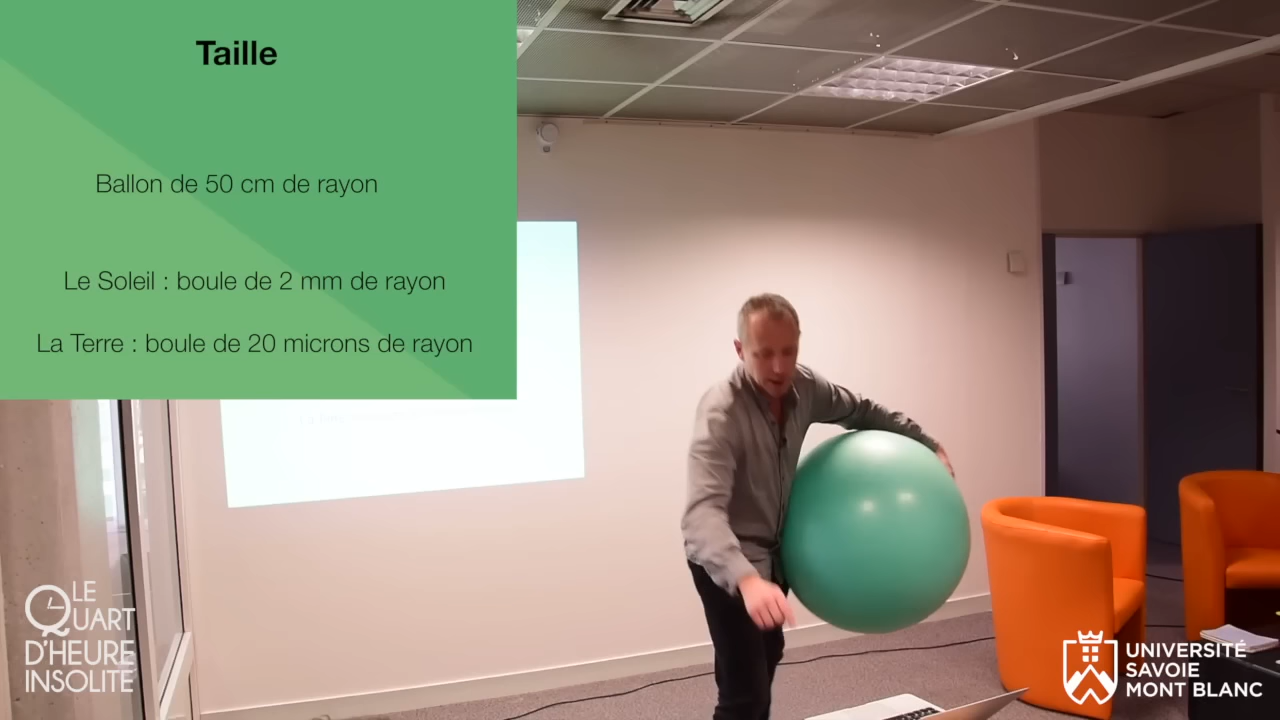 Taille
Ballon de 50 cm de rayon
Le Soleil : boule de 2 mm de rayon
La Terre : boule de 20 microns de rayon
LE
QUART
D'HEURE
INSOLITE
UNIVERSITÉ
SAVOIE
MONT BLANC